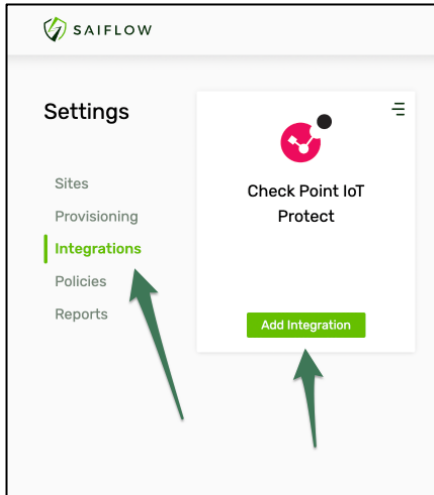 SAIFLOW
Settings
Sites
Provisioning
Integrations
Policies
Reports
Check Point IoT
Protect
Add Integration